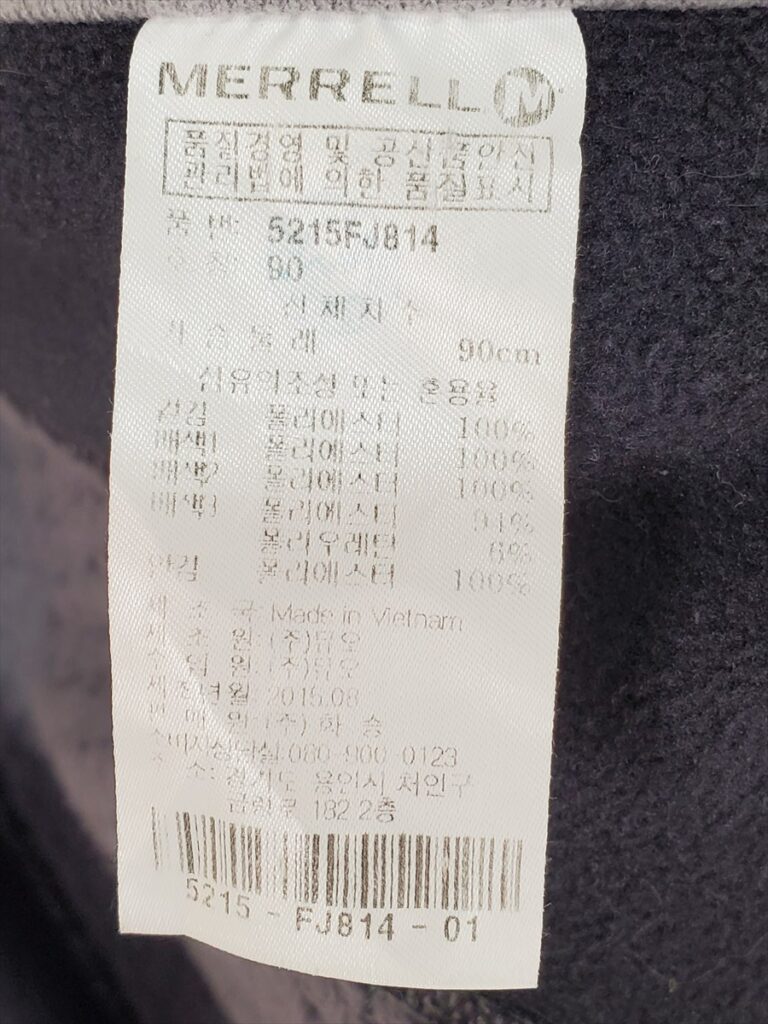 MERRELL M
품질경영 및 공산품안전
관리법에 의한 품질표시
품 번: 5215FJ814
호칭: 90
신체치수
가슴둘레 90cm
섬유의조성 또는 혼용율
겉감 폴리에스터 100%
배색1 폴리에스터 100%
배색2 폴리에스터 100%
배색3 폴리에스터 94%
폴리우레탄 6%
안감 폴리에스터 100%
제 조 국: Made in Vietnam
제 조 원: (주)듀오
수 입 원: (주)듀오
제조년월: 2015.08
판 매 원: (주) 화 승
소비자상담실: 080-900-0123
주 소: 경기도 용인시 처인구
금령로 182 2층
5215 - FJ814 - 01